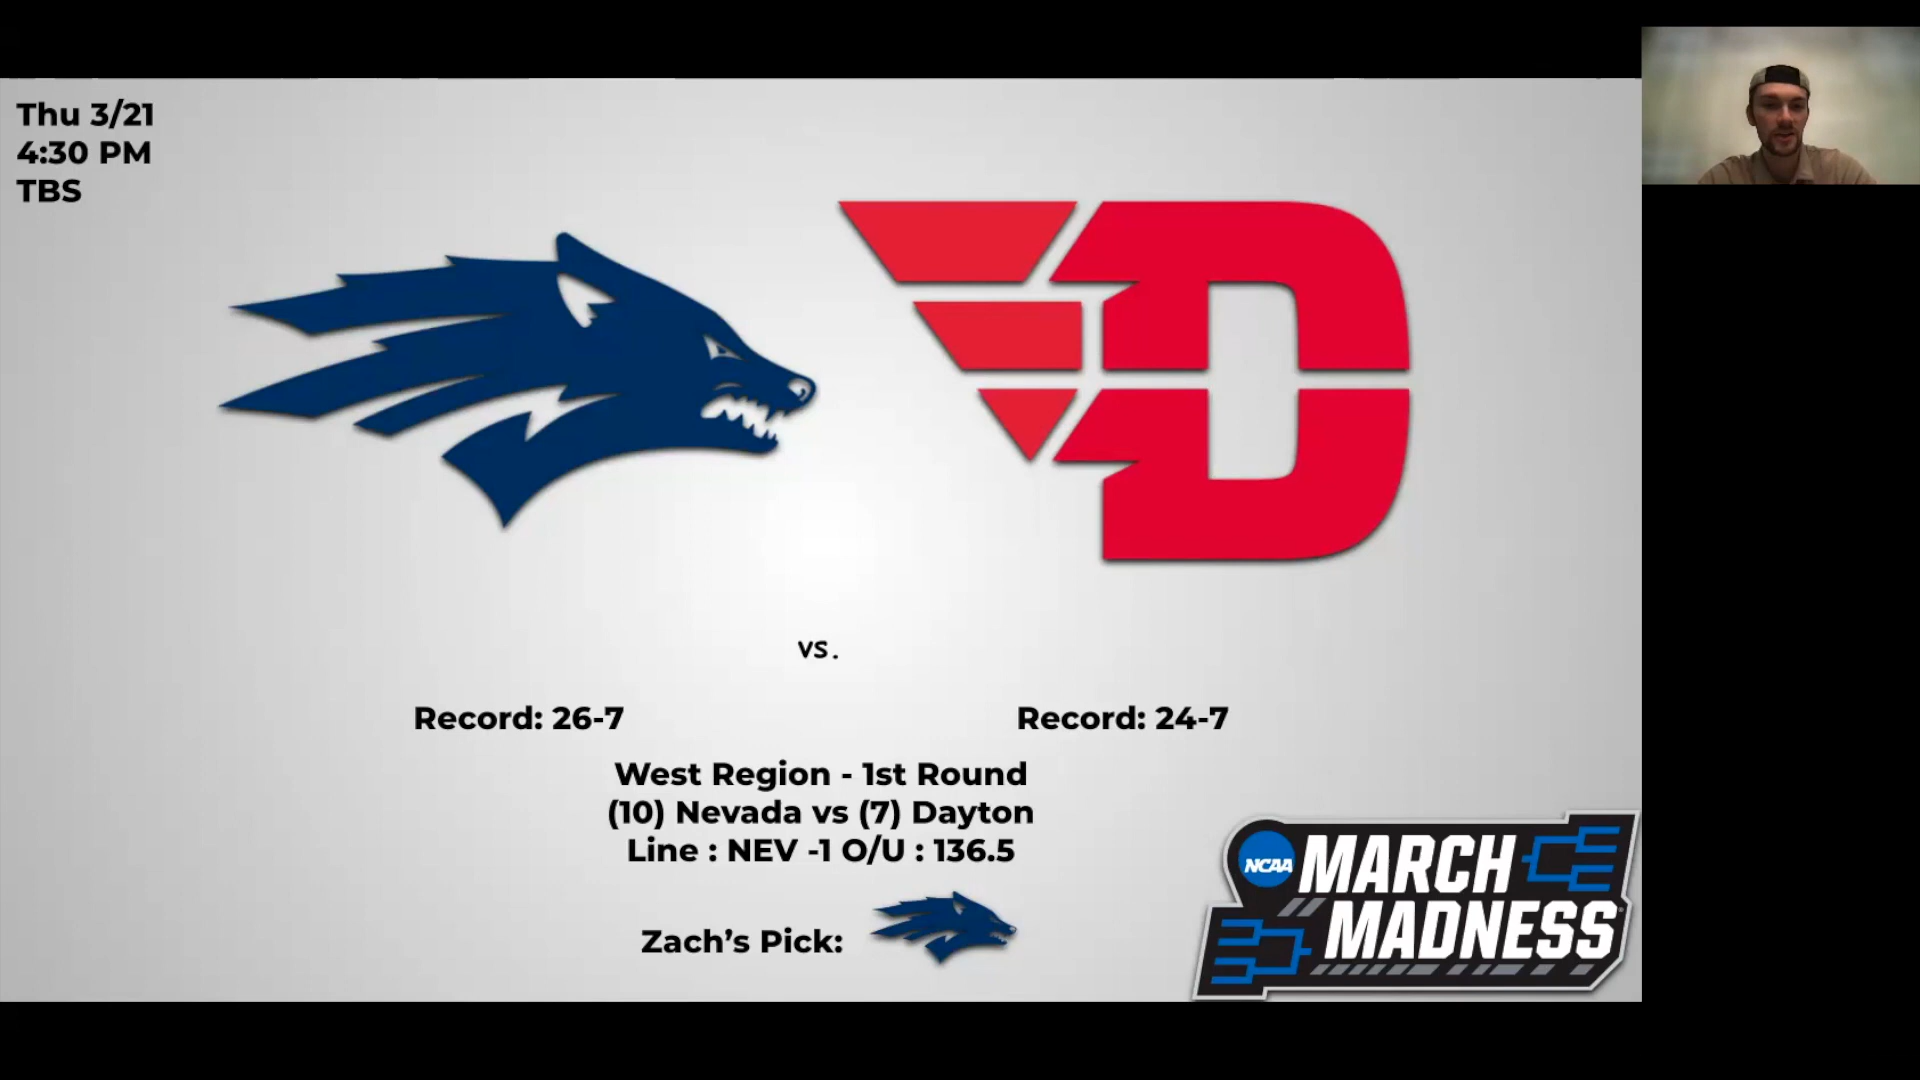 Thu 3/21
4:30 PM
TBS
D
vs.
Record: 26-7
Record: 24-7
West Region - 1st Round
(10) Nevada vs (7) Dayton
Line : NEV -1 O/U : 136.5
Zach’s Pick:
NCAA
MARCH
MADNESS